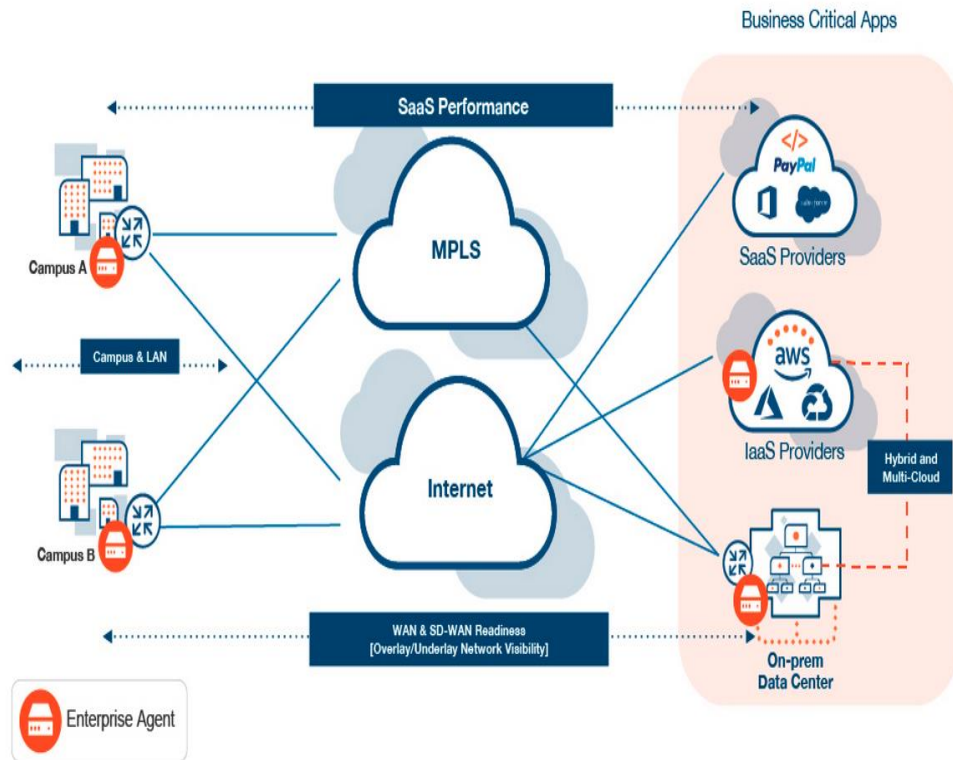 Business Critical Apps
SaaS Performance
</>
PayPal
salesforce
SaaS Providers
MPLS
Campus A
Campus & LAN
aws
IaaS Providers
Hybrid and
Multi-Cloud
Internet
Campus B
WAN & SD-WAN Readiness
[Overlay/Underlay Network Visibility]
On-prem
Data Center
Enterprise Agent